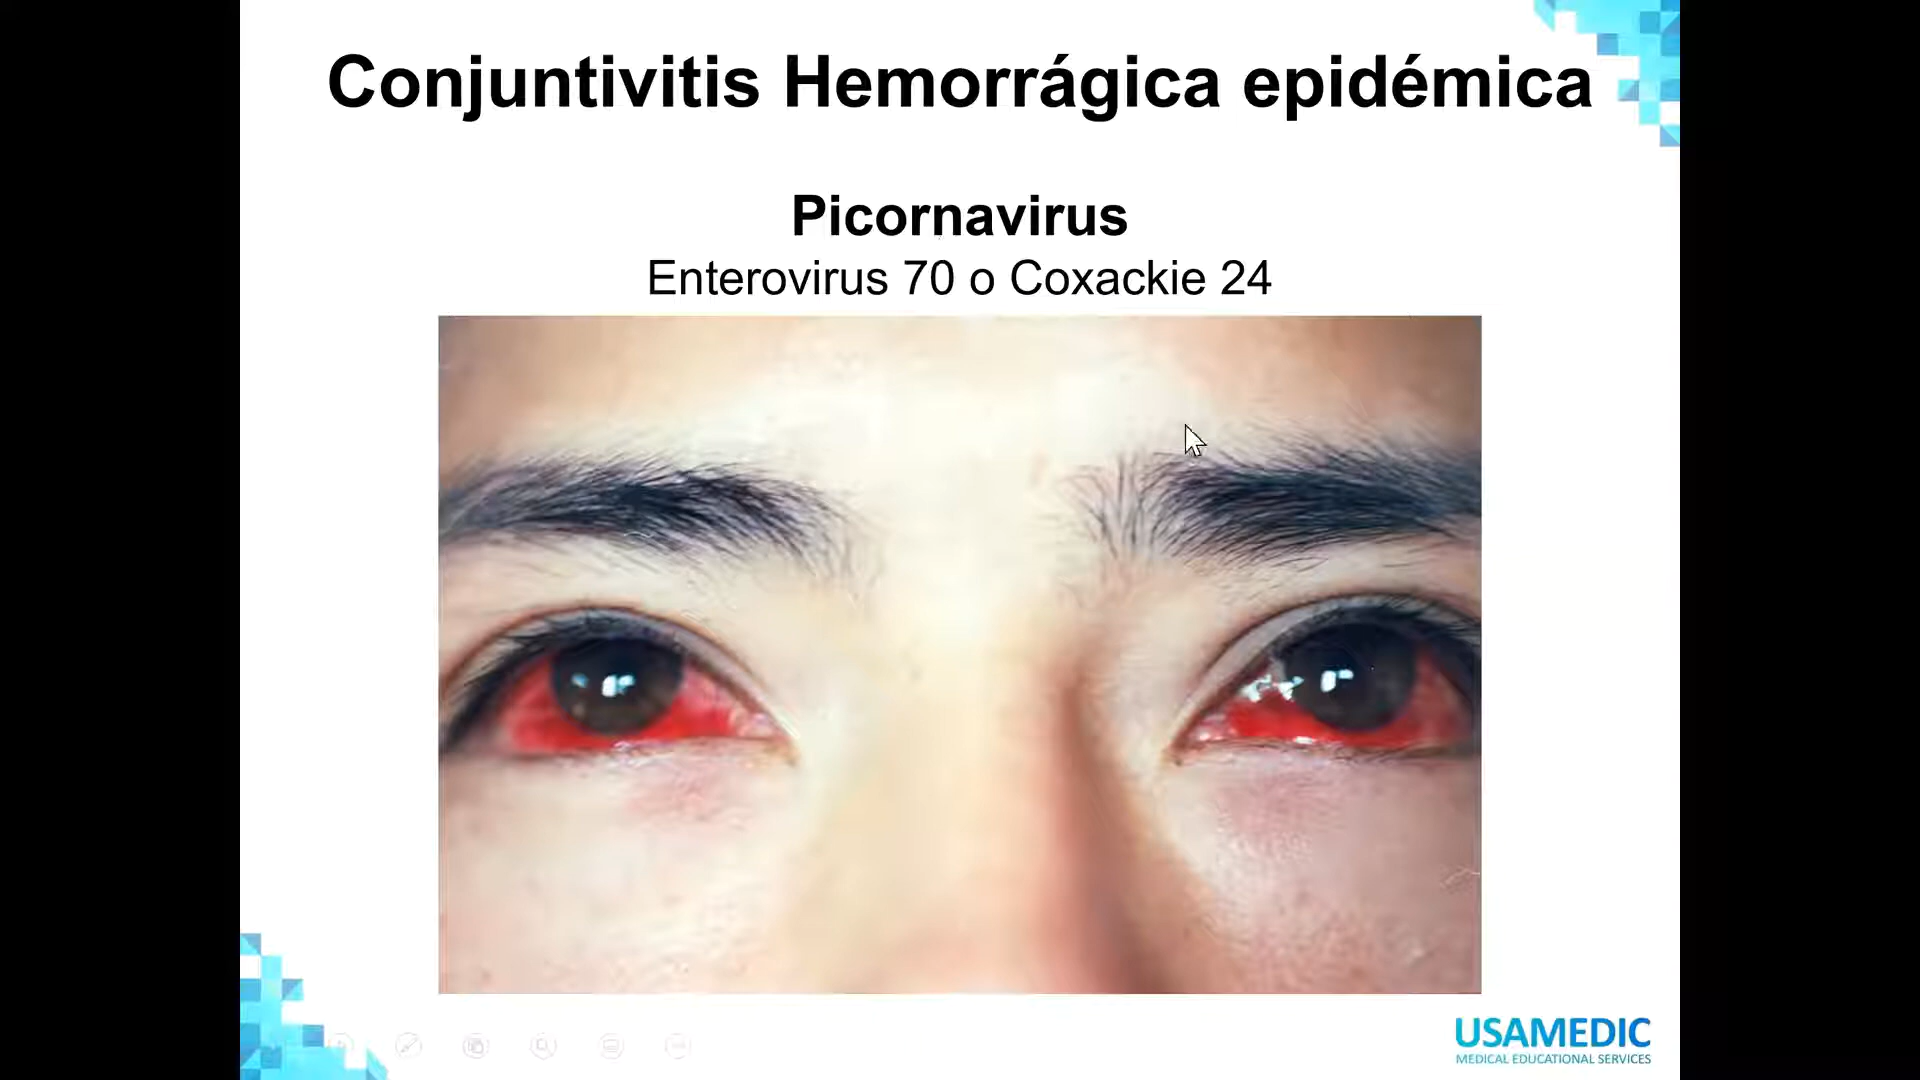 Conjuntivitis Hemorrágica epidémica
Picornavirus
Enterovirus 70 o Coxackie 24
USAMEDIC
MEDICAL EDUCATIONAL SERVICES